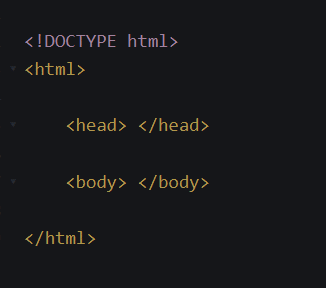 <!DOCTYPE html>
<html>
<head> </head>
<body> </body>
</html>